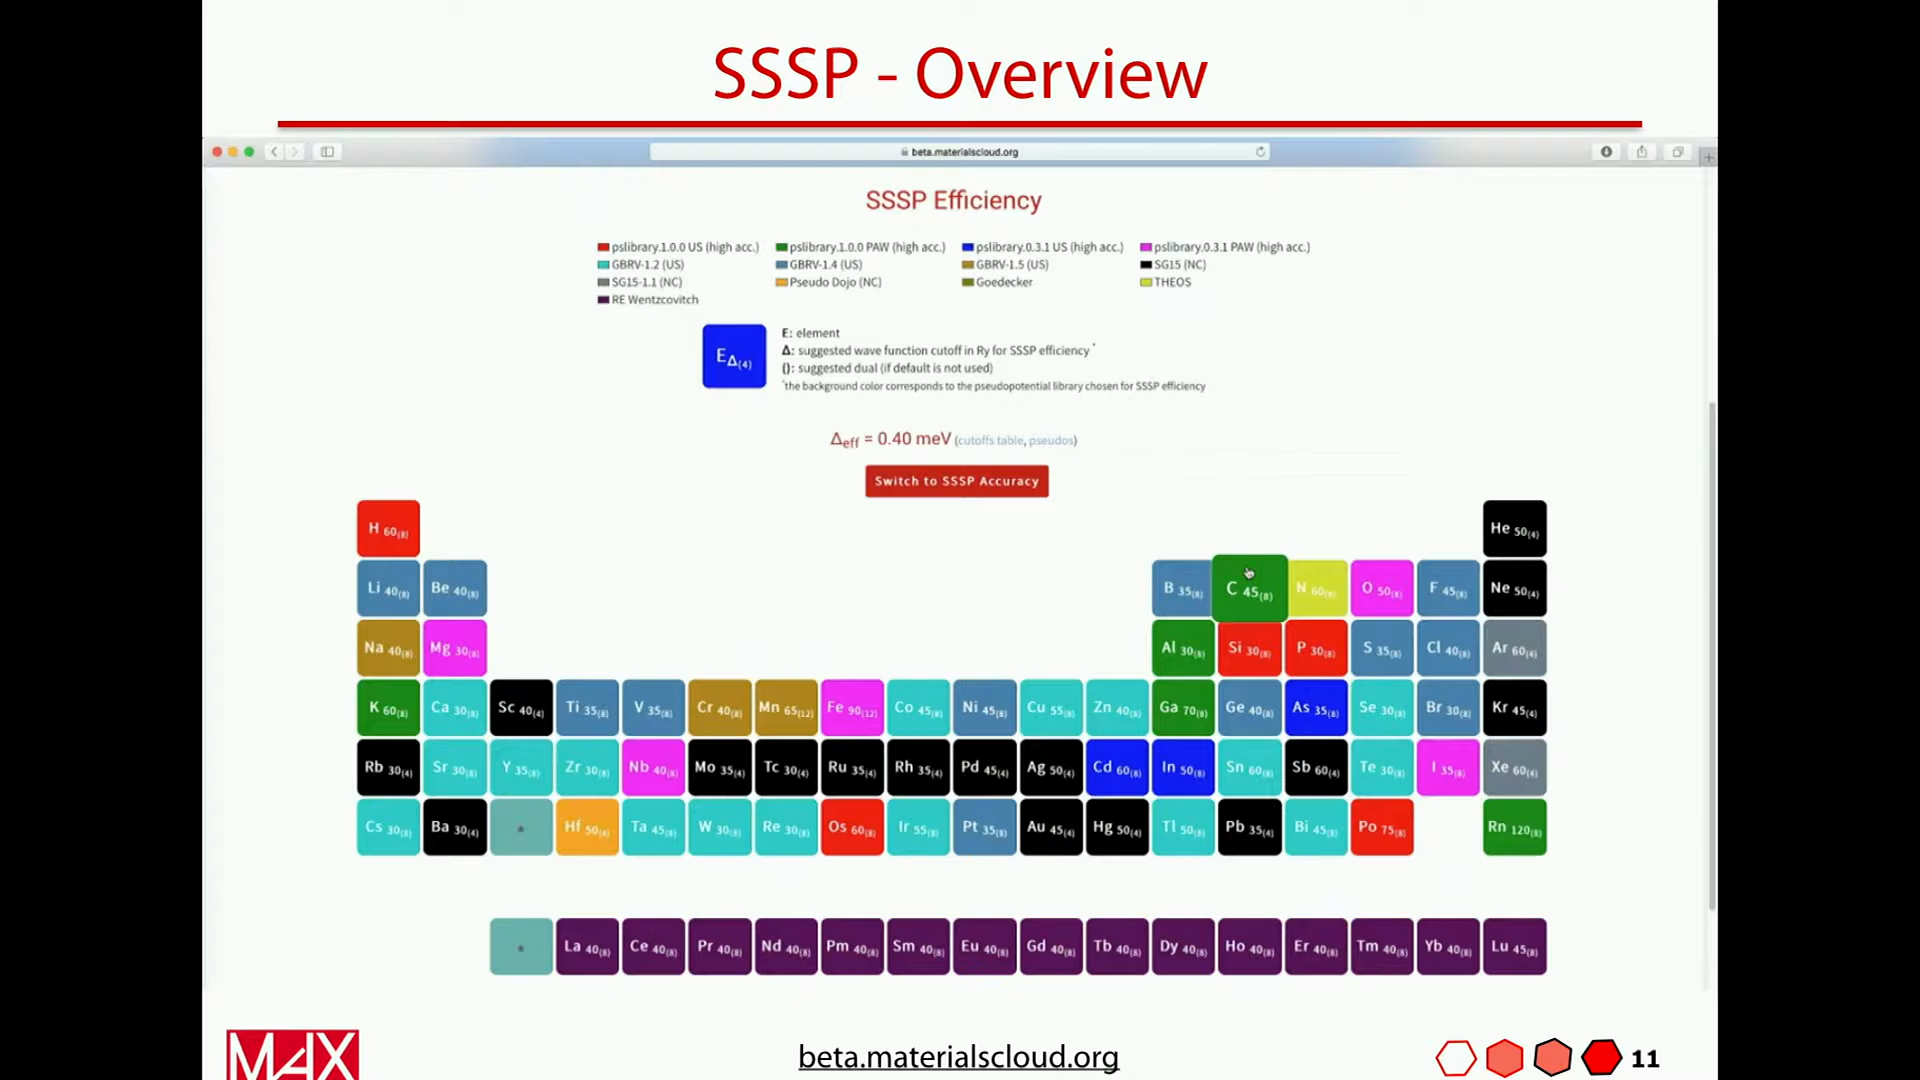 SSSP - Overview
beta.materialscloud.org
SSSP Efficiency
pslibrary.1.0.0 US (high acc.) pslibrary.1.0.0 PAW (high acc.) pslibrary.0.3.1 US (high acc.) pslibrary.0.3.1 PAW (high acc.)
GBRV-1.2 (US) GBRV-1.4 (US) GBRV-1.5 (US) SG15 (NC)
SG15-1.1 (NC) Pseudo Dojo (NC) Goedecker THEOS
RE Wentzcovitch
EΔ(4)
E: element
Δ: suggested wave function cutoff in Ry for SSSP efficiency *
(): suggested dual (if default is not used)
*the background color corresponds to the pseudopotential library chosen for SSSP efficiency
Δeff = 0.40 meV (cutoffs table, pseudos)
Switch to SSSP Accuracy
H 60(8) He 50(4)
Li 40(8) Be 40(8) B 35(8) C 45(8) N 60(8) O 50(8) F 45(8) Ne 50(4)
Na 40(8) Mg 30(8) Al 30(8) Si 30(8) P 30(8) S 35(8) Cl 40(8) Ar 60(4)
K 60(8) Ca 30(8) Sc 40(4) Ti 35(8) V 35(8) Cr 40(8) Mn 65(12) Fe 90(12) Co 45(8) Ni 45(8) Cu 55(8) Zn 40(8) Ga 70(8) Ge 40(8) As 35(8) Se 30(8) Br 30(8) Kr 45(4)
Rb 30(4) Sr 30(8) Y 35(8) Zr 30(8) Nb 40(8) Mo 35(4) Tc 30(4) Ru 35(4) Rh 35(4) Pd 45(4) Ag 50(4) Cd 60(8) In 50(8) Sn 60(8) Sb 60(4) Te 30(8) I 35(8) Xe 60(4)
Cs 30(8) Ba 30(4) * Hf 50(4) Ta 45(8) W 30(8) Re 30(8) Os 60(8) Ir 55(8) Pt 35(8) Au 45(4) Hg 50(4) Tl 50(8) Pb 35(4) Bi 45(8) Po 75(8) Rn 120(8)
* La 40(8) Ce 40(8) Pr 40(8) Nd 40(8) Pm 40(8) Sm 40(8) Eu 40(8) Gd 40(8) Tb 40(8) Dy 40(8) Ho 40(8) Er 40(8) Tm 40(8) Yb 40(8) Lu 45(8)
MAX
beta.materialscloud.org
11